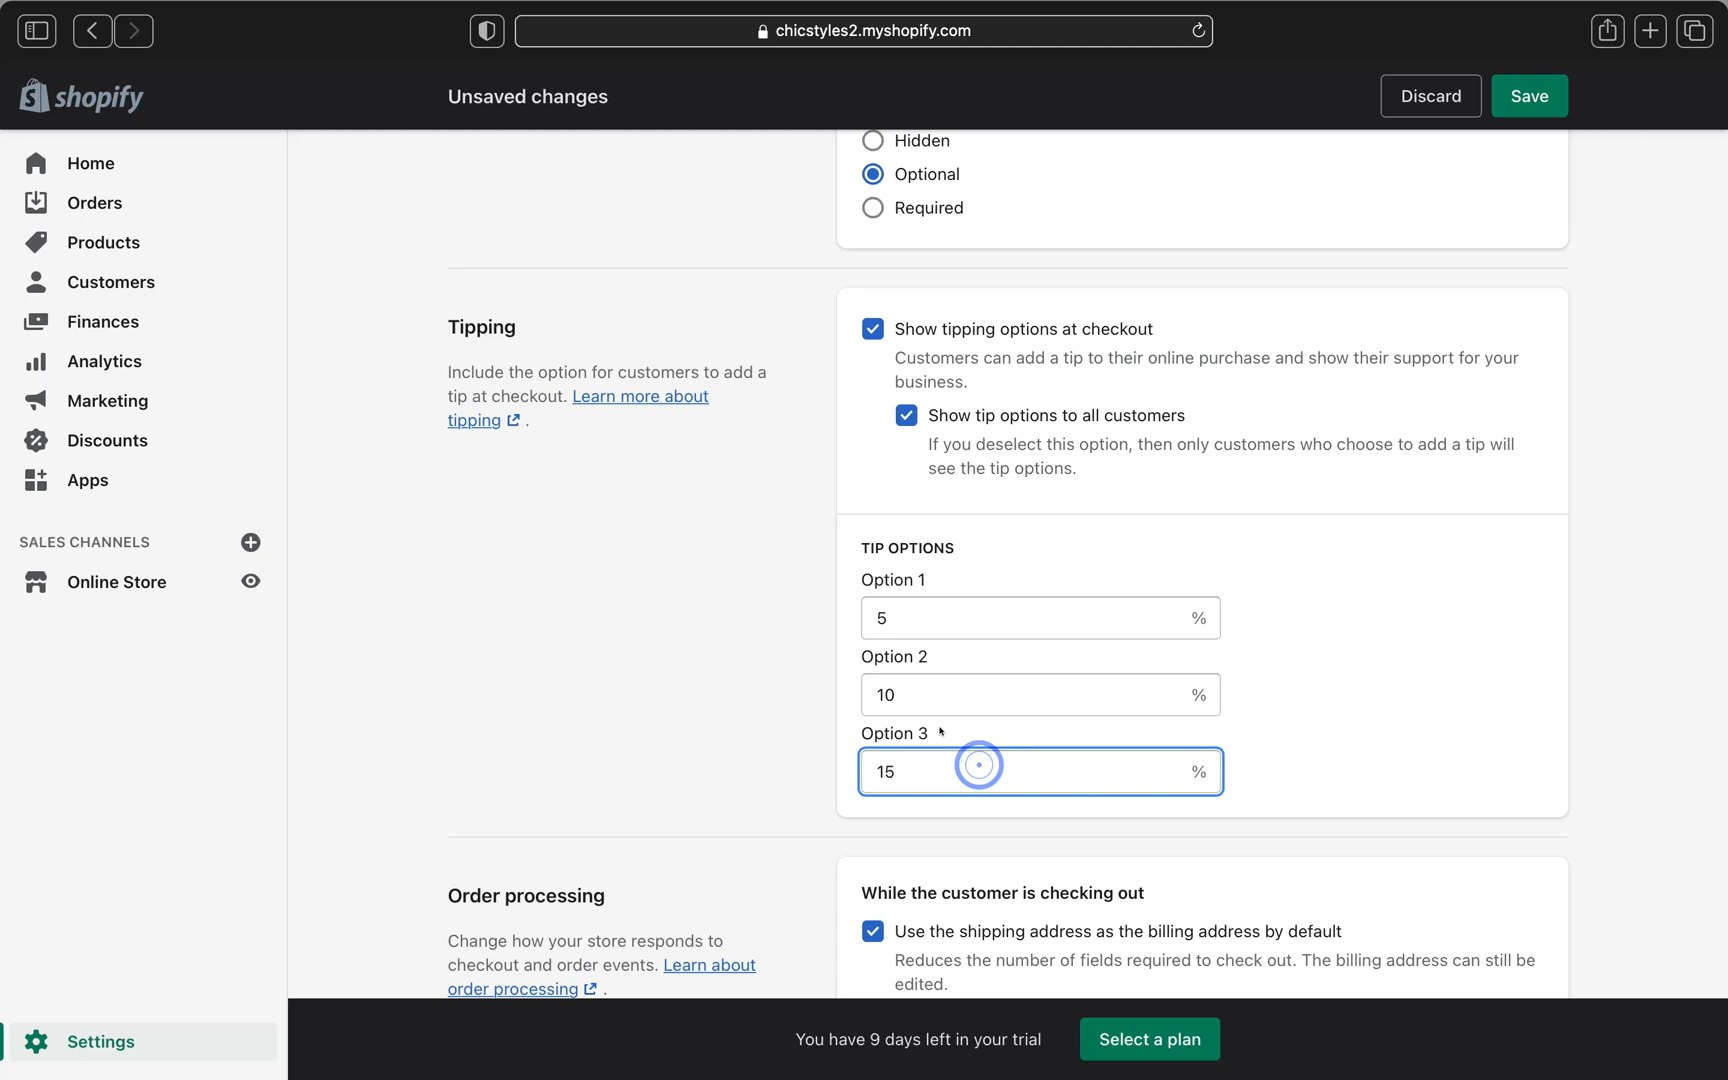 chicstyles2.myshopify.com
shopify
Unsaved changes
Discard
Save
Home
Orders
Products
Customers
Finances
Analytics
Marketing
Discounts
Apps
SALES CHANNELS
Online Store
Settings
Hidden
Optional
Required
Tipping
Include the option for customers to add a
tip at checkout. Learn more about
tipping .
Show tipping options at checkout
Customers can add a tip to their online purchase and show their support for your
business.
Show tip options to all customers
If you deselect this option, then only customers who choose to add a tip will
see the tip options.
TIP OPTIONS
Option 1
5 %
Option 2
10 %
Option 3
15 %
Order processing
Change how your store responds to
checkout and order events. Learn about
order processing .
While the customer is checking out
Use the shipping address as the billing address by default
Reduces the number of fields required to check out. The billing address can still be
edited.
You have 9 days left in your trial
Select a plan